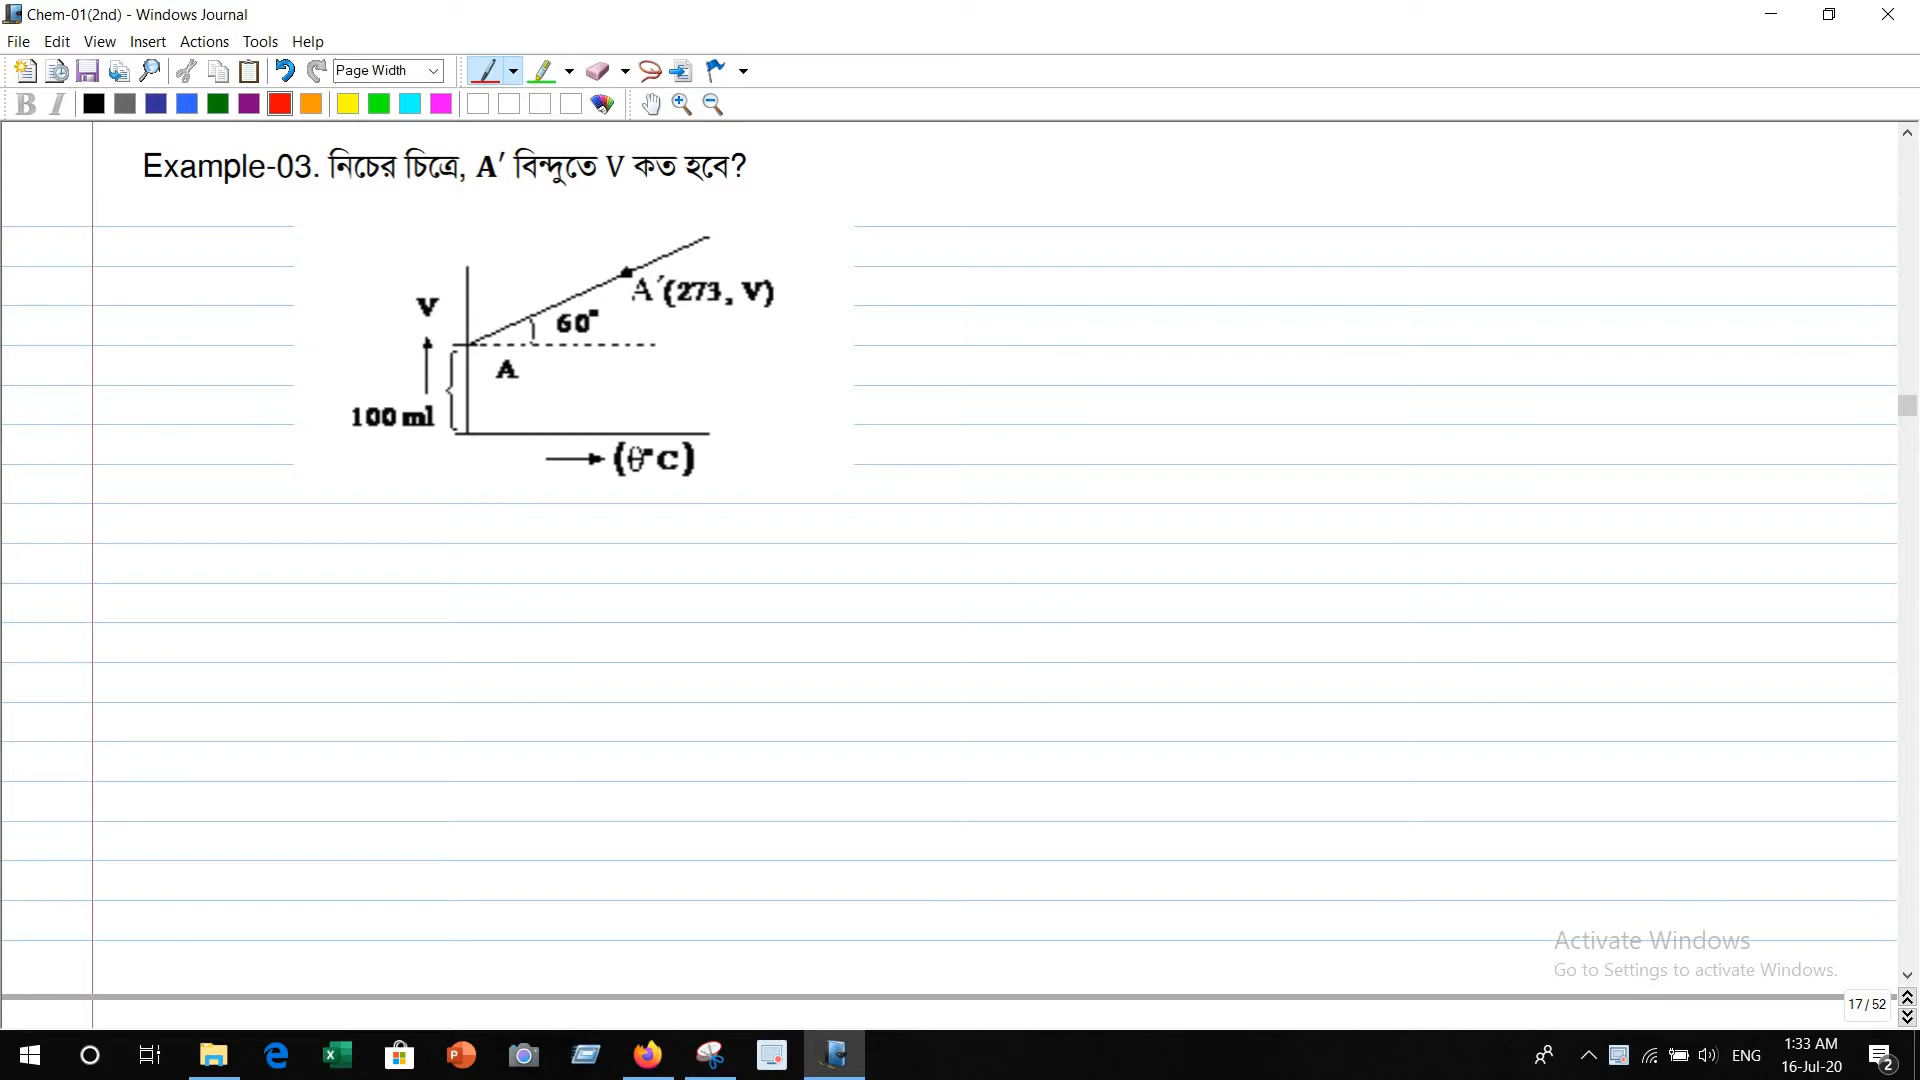 Chem-01(2nd) - Windows Journal
File Edit View Insert Actions Tools Help
Page Width
B I
Example-03. নিচের চিত্রে, A′ বিন্দুতে V কত হবে?
A′(273, V)
V
60°
A
100 ml
(θ°C)
Activate Windows
Go to Settings to activate Windows.
17 / 52
ENG
1:33 AM
16-Jul-20
2